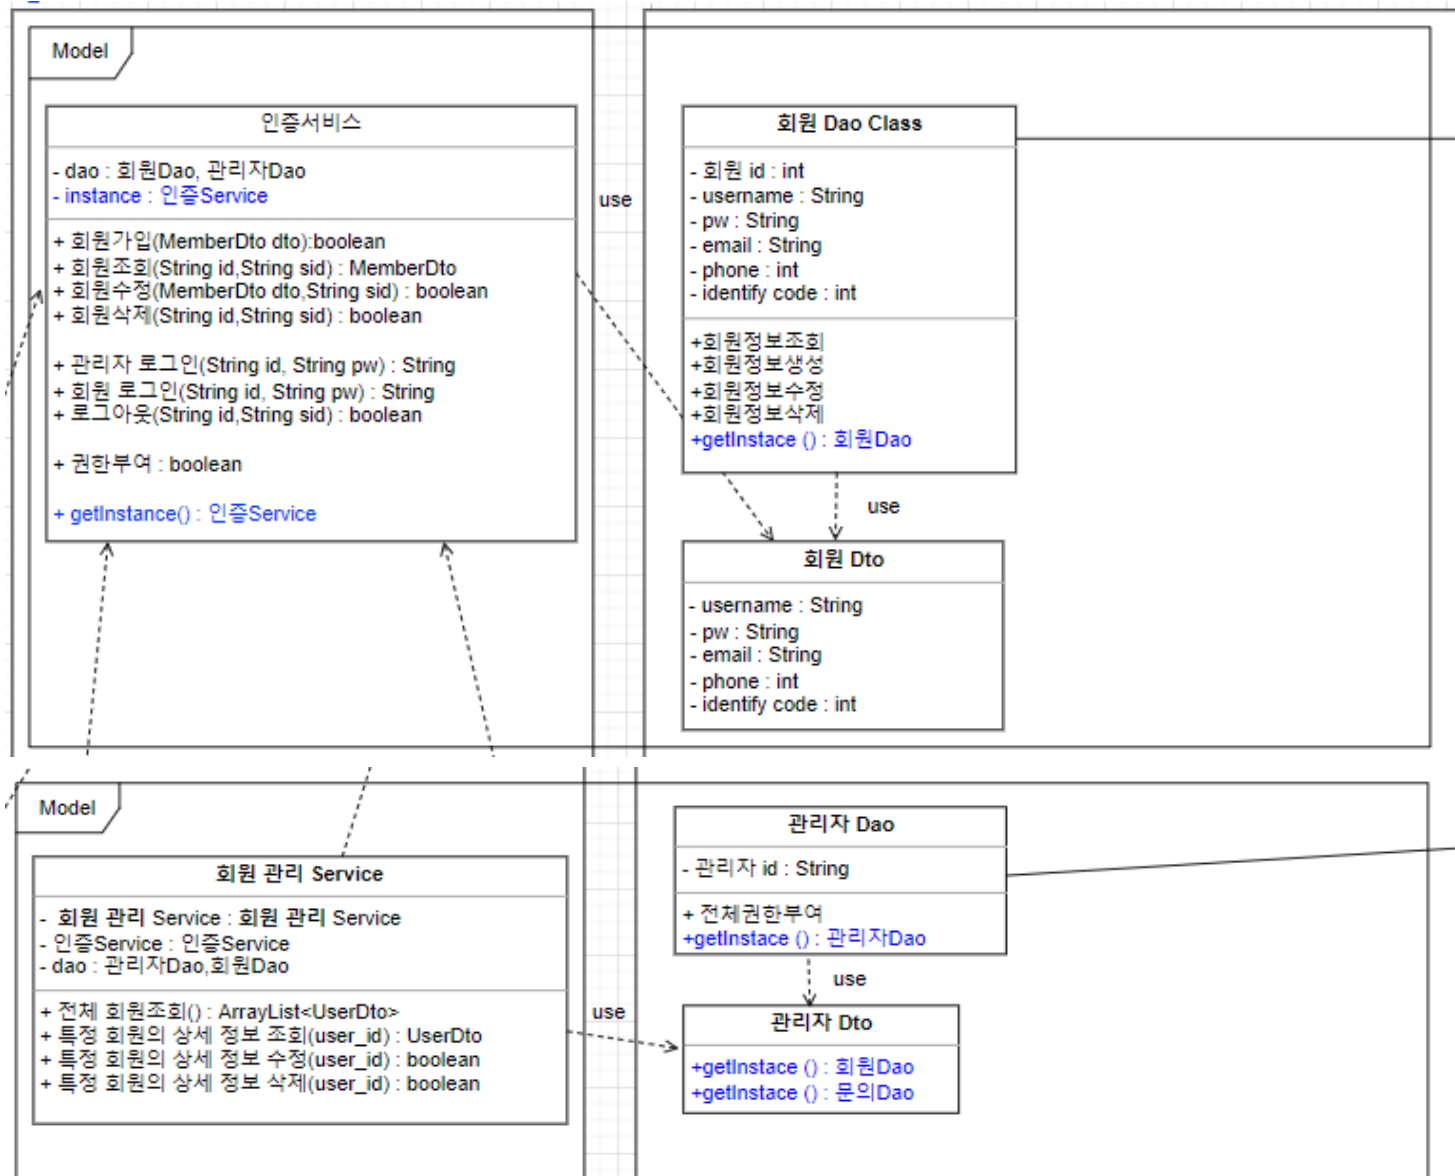 Model
인증서비스
- dao : 회원Dao, 관리자Dao
- instance : 인증Service
+ 회원가입(MemberDto dto):boolean
+ 회원조회(String id,String sid) : MemberDto
+ 회원수정(MemberDto dto,String sid) : boolean
+ 회원삭제(String id,String sid) : boolean
+ 관리자 로그인(String id, String pw) : String
+ 회원 로그인(String id, String pw) : String
+ 로그아웃(String id,String sid) : boolean
+ 권한부여 : boolean
+ getInstance() : 인증Service
use
회원 Dao Class
- 회원 id : int
- username : String
- pw : String
- email : String
- phone : int
- identify code : int
+회원정보조회
+회원정보생성
+회원정보수정
+회원정보삭제
+getInstace () : 회원Dao
use
회원 Dto
- username : String
- pw : String
- email : String
- phone : int
- identify code : int
Model
회원 관리 Service
- 회원 관리 Service : 회원 관리 Service
- 인증Service : 인증Service
- dao : 관리자Dao,회원Dao
+ 전체 회원조회() : ArrayList<UserDto>
+ 특정 회원의 상세 정보 조회(user_id) : UserDto
+ 특정 회원의 상세 정보 수정(user_id) : boolean
+ 특정 회원의 상세 정보 삭제(user_id) : boolean
use
관리자 Dao
- 관리자 id : String
+ 전체권한부여
+getInstace () : 관리자Dao
use
관리자 Dto
+getInstace () : 회원Dao
+getInstace () : 문의Dao